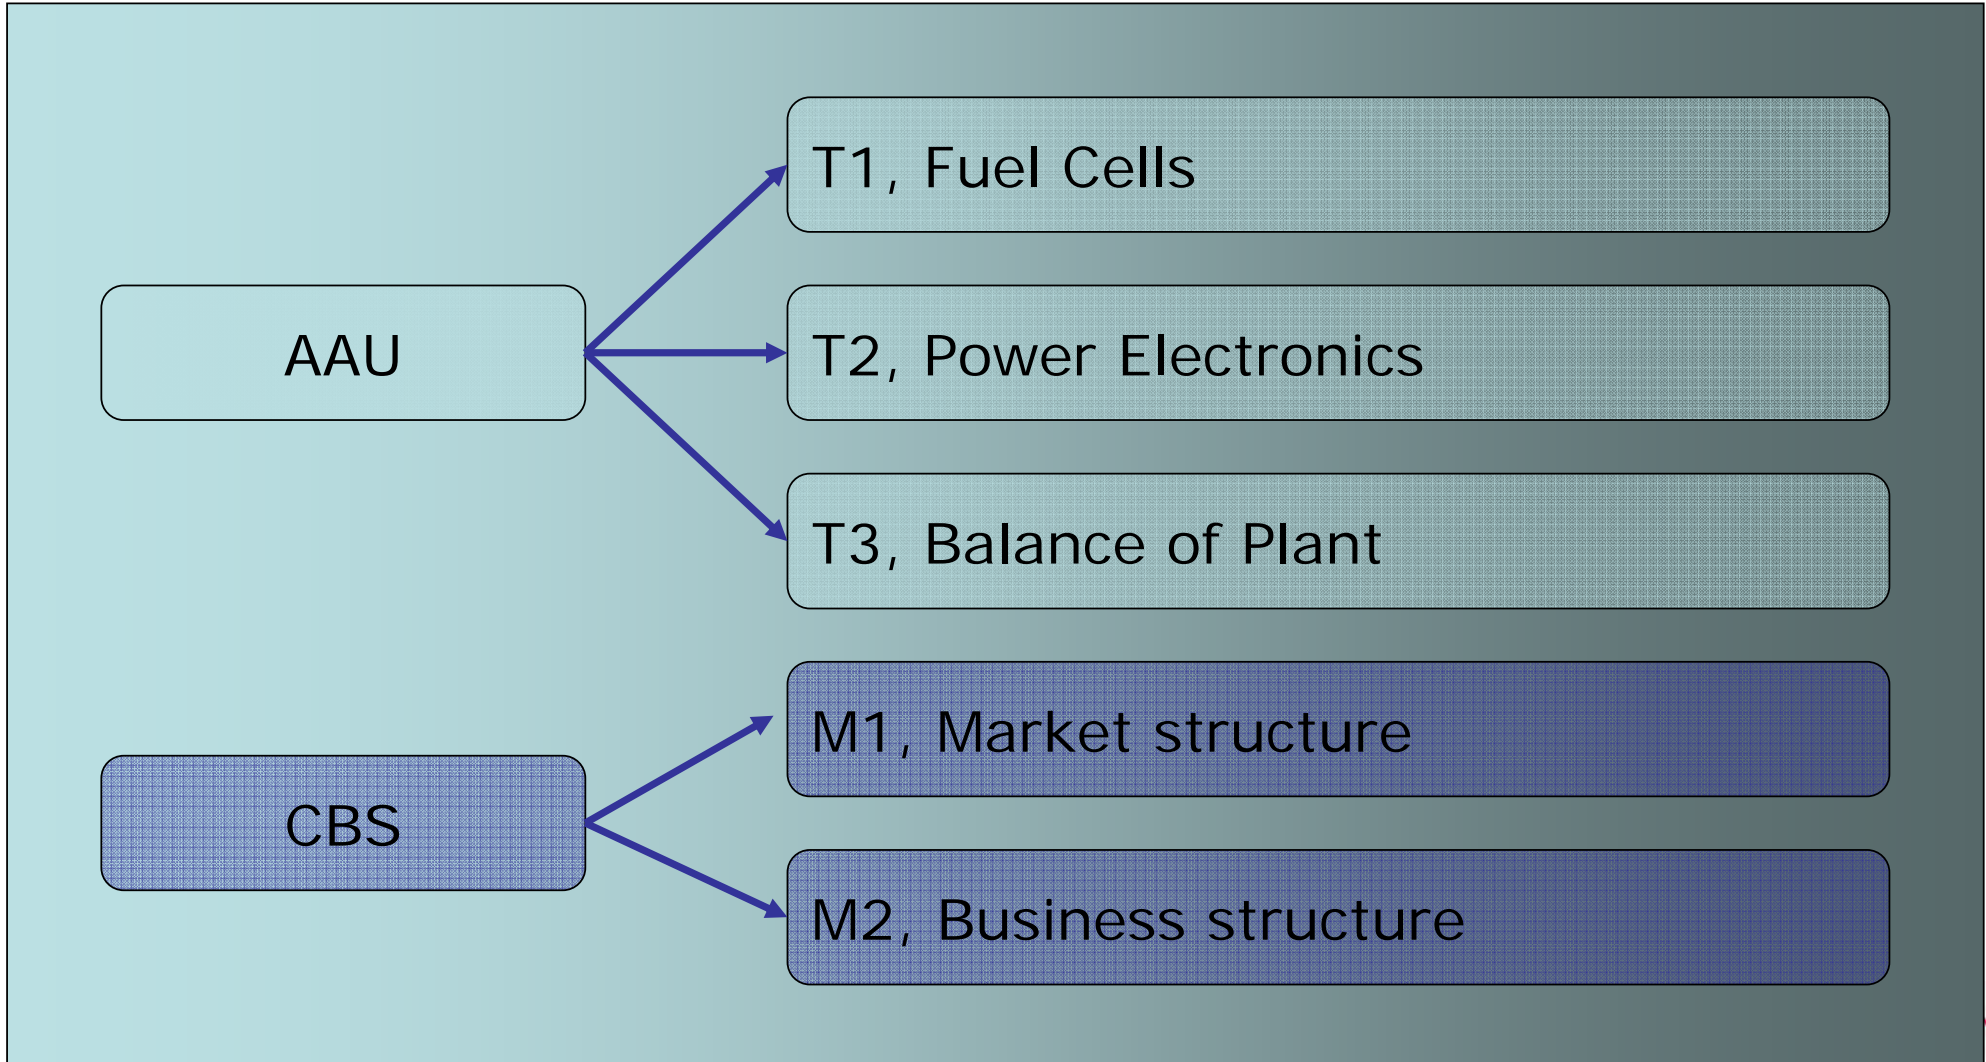 T1, Fuel Cells
AAU
T2, Power Electronics
T3, Balance of Plant
M1, Market structure
CBS
M2, Business structure